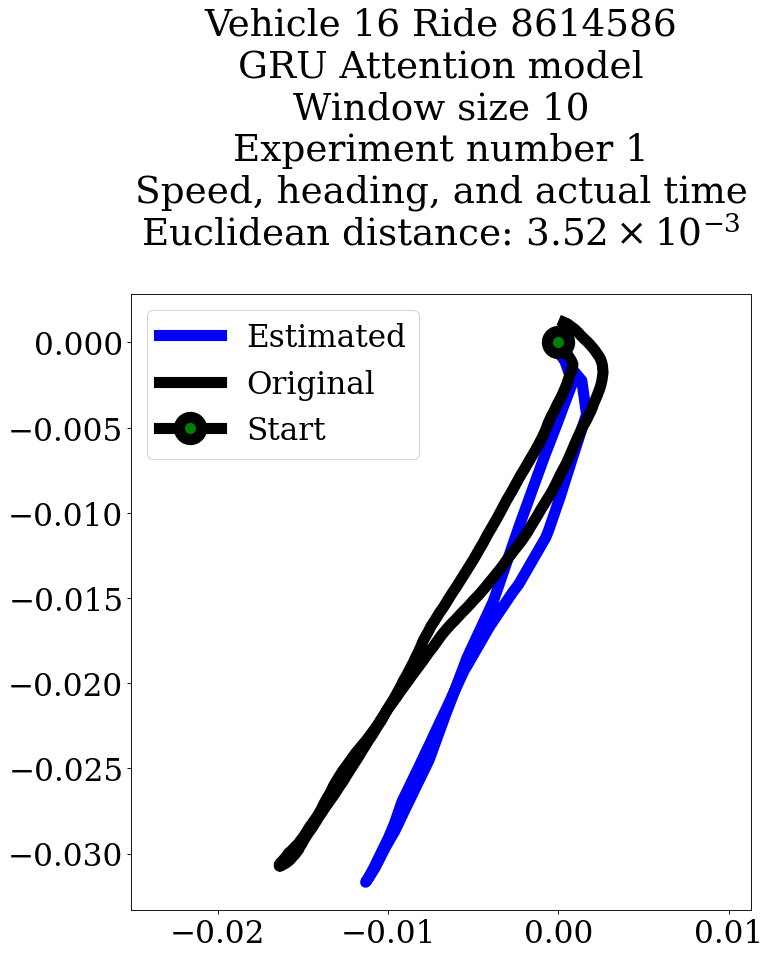 Vehicle 16 Ride 8614586
GRU Attention model
Window size 10
Experiment number 1
Speed, heading, and actual time
Euclidean distance: 3.52 × 10⁻³
Estimated
Original
Start
0.000
−0.005
−0.010
−0.015
−0.020
−0.025
−0.030
−0.02 −0.01 0.00 0.01